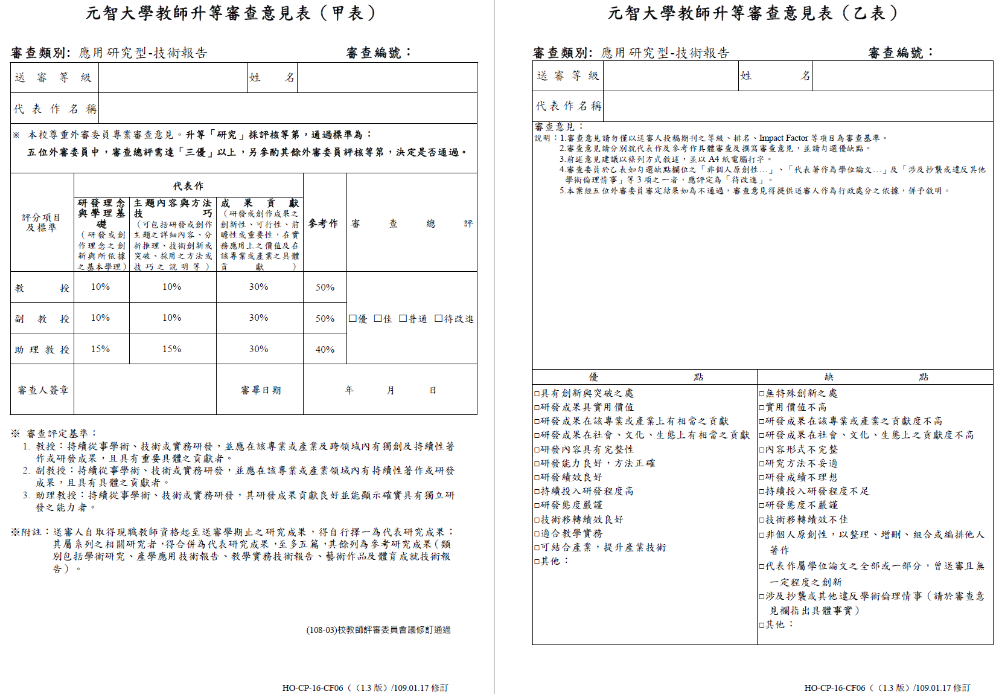 元智大學教師升等審查意見表（甲表）
審查類別: 應用研究型-技術報告 審查編號：
送審等級 姓名
代表作名稱
※ 本校尊重外審委員專業審查意見。升等「研究」採評核等第，通過標準為：
五位外審委員中，審查總評需達「三優」以上，另參酌其餘外審委員評核等第，決定是否通過。
評分項目
及標準
代表作
研發理念
與學理基
礎
（研發或創
作理念之創
新與所依據
之基本學理）
主題內容與方法
技巧
（可包括研發或創作
主題之詳細內容、分
析推理、技術創新或
突破、採用之方法或
技巧之說明等）
成果貢獻
（研發或創作成果之
創新性、可行性、前
瞻性或重要性，在實
務應用上之價值及在
該專業或產業之具體
貢獻）
參考作
審查總評
教授 10% 10% 30% 50%
副教授 10% 10% 30% 50% □優 □佳 □普通 □待改進
助理教授 15% 15% 30% 40%
審查人簽章 審畢日期 年 月 日
※ 審查評定基準：
1. 教授：持續從事學術、技術或實務研發，並應在該專業或產業及跨領域內有獨創及持續性著
作或研發成果，且具有重要具體之貢獻者。
2. 副教授：持續從事學術、技術或實務研發，並應在該專業或產業領域內有持續性著作或研發
成果，且具有具體之貢獻者。
3. 助理教授：持續從事學術、技術或實務研發，其研發成果貢獻良好並能顯示確實具有獨立研
發之能力者。
※附註：送審人自取得現職教師資格起至送審學期止之研究成果，得自行擇一為代表研究成果；
其屬系列之相關研究者，得合併為代表研究成果，至多五篇，其餘列為參考研究成果（類
別包括學術研究、產學應用技術報告、教學實務技術報告、藝術作品及體育成就技術報
告）。
(108-03)校教師評審委員會議修訂通過
HO-CP-16-CF06（（1.3 版）/109.01.17 修訂
元智大學教師升等審查意見表（乙表）
審查類別: 應用研究型-技術報告 審查編號：
送審等級 姓名
代表作名稱
審查意見：
說明：1.審查意見請勿僅以送審人投稿期刊之等級、排名、Impact Factor 等項目為審查基準。
2.審查意見請分別就代表作及參考作具體審查及撰寫審查意見，並請勾選優缺點。
3.前述意見建議以條列方式敘述，並以 A4 紙電腦打字。
4.審查委員於乙表如勾選缺點欄位之「非個人原創性…」、「代表著作為學位論文…」及「涉及抄襲或違反其他
學術倫理情事」等 3 項之一者，應評定為「待改進」。
5.本案經五位外審委員審定結果如為不通過，審查意見得提供送審人作為行政處分之依據，併予敘明。
優點
□具有創新與突破之處
□研發成果具實用價值
□研發成果在該專業或產業上有相當之貢獻
□研發成果在社會、文化、生態上有相當之貢獻
□研發內容具有完整性
□研發能力良好，方法正確
□研發績效良好
□持續投入研發程度高
□研發態度嚴謹
□技術移轉績效良好
□適合教學實務
□可結合產業，提升產業技術
□其他：
缺點
□無特殊創新之處
□實用價值不高
□研發成果在該專業或產業之貢獻度不高
□研發成果在社會、文化、生態上之貢獻度不高
□內容形式不完整
□研究方法不妥適
□研發成績不理想
□持續投入研發程度不足
□研發態度不嚴謹
□技術移轉績效不佳
□非個人原創性，以整理、增刪、組合或編排他人
著作
□代表作屬學位論文之全部或一部分，曾送審且無
一定程度之創新
□涉及抄襲或其他違反學術倫理情事（請於審查意
見欄指出具體事實）
□其他：
HO-CP-16-CF06（（1.3 版）/109.01.17 修訂